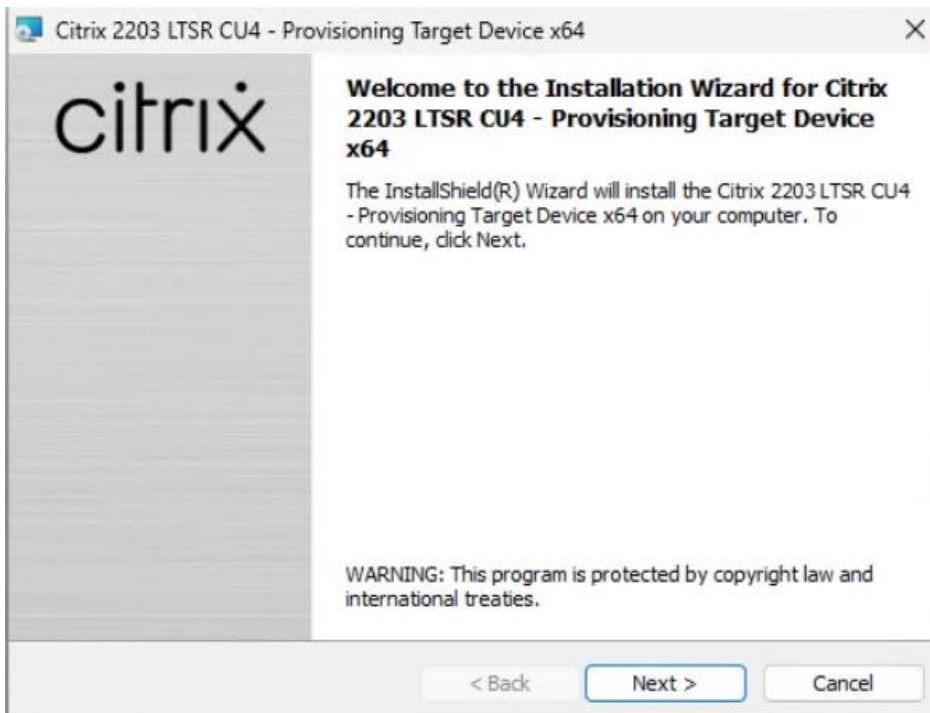 Citrix 2203 LTSR CU4 - Provisioning Target Device x64
citrix
Welcome to the Installation Wizard for Citrix
2203 LTSR CU4 - Provisioning Target Device
x64
The InstallShield(R) Wizard will install the Citrix 2203 LTSR CU4
- Provisioning Target Device x64 on your computer. To
continue, click Next.
WARNING: This program is protected by copyright law and
international treaties.
< Back
Next >
Cancel